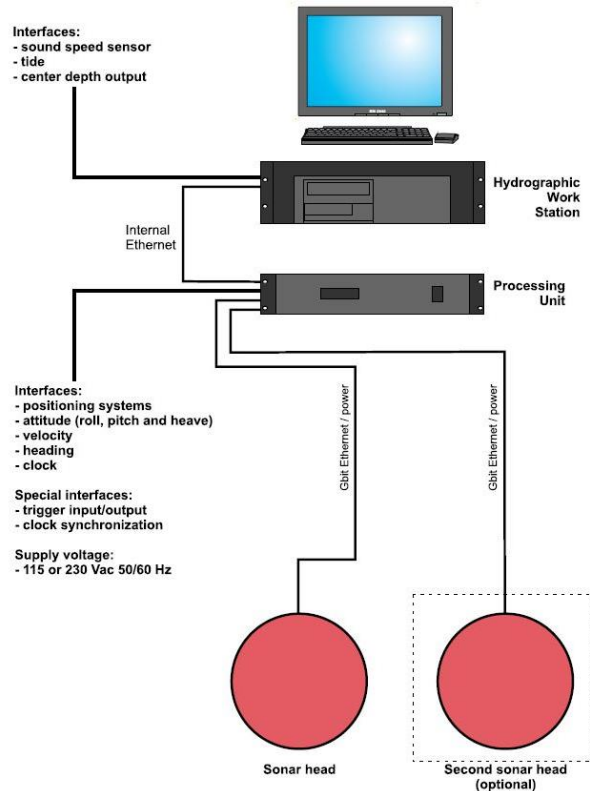 Interfaces:
- sound speed sensor
- tide
- center depth output
Hydrographic
Work
Station
Internal
Ethernet
Processing
Unit
Interfaces:
- positioning systems
- attitude (roll, pitch and heave)
- velocity
- heading
- clock
Special interfaces:
- trigger input/output
- clock synchronization
Supply voltage:
- 115 or 230 Vac 50/60 Hz
Gbit Ethernet / power
Gbit Ethernet / power
Sonar head
Second sonar head
(optional)